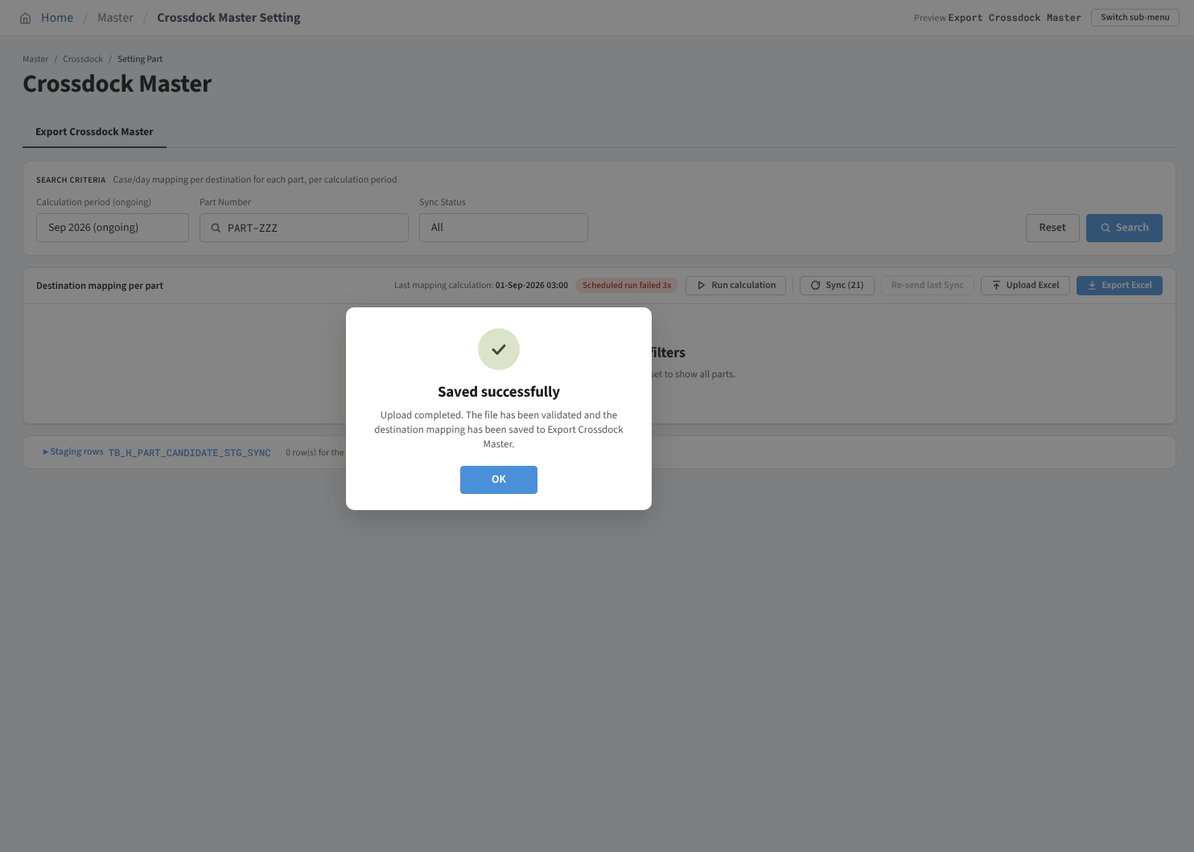 Home / Master / Crossdock Master Setting
Preview Export Crossdock Master Switch sub-menu
Master / Crossdock / Setting Part
Crossdock Master
Export Crossdock Master
SEARCH CRITERIA Case/day mapping per destination for each part, per calculation period
Calculation period (ongoing) Part Number Sync Status
Sep 2026 (ongoing) PART-ZZZ All Reset Search
Destination mapping per part Last mapping calculation: 01-Sep-2026 03:00 Scheduled run failed 3x Run calculation Sync (21) Re-send last Sync Upload Excel Export Excel
filters
set to show all parts.
Saved successfully
Upload completed. The file has been validated and the
destination mapping has been saved to Export Crossdock
Master.
OK
▸ Staging rows TB_H_PART_CANDIDATE_STG_SYNC 0 row(s) for the